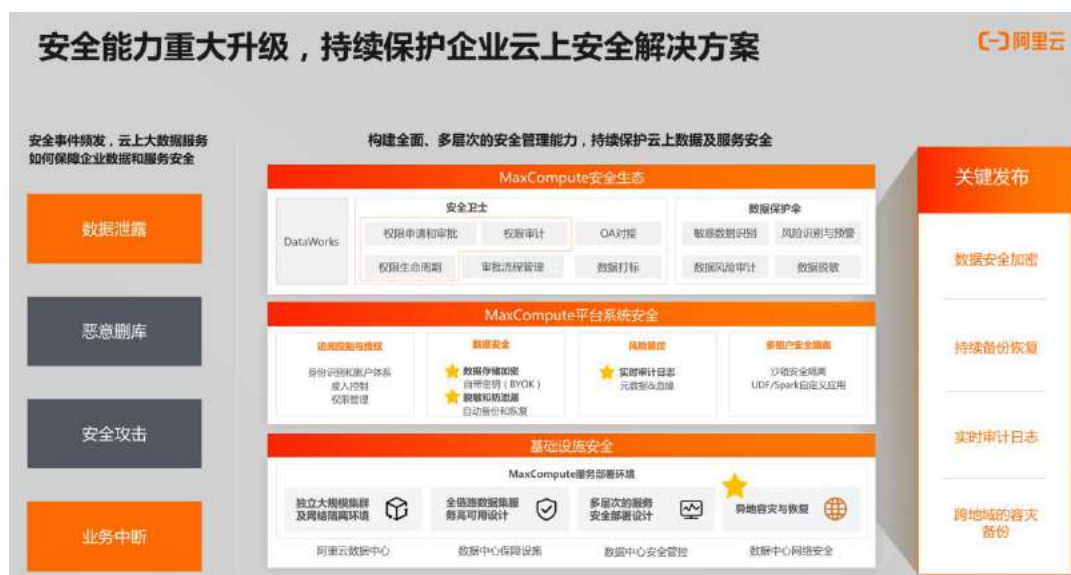 安全能力重大升级，持续保护企业云上安全解决方案
阿里云
安全事件频发，云上大数据服务
如何保障企业数据和服务安全
数据泄露
恶意删库
安全攻击
业务中断
构建全面、多层次的安全管理能力，持续保护云上数据及服务安全
MaxCompute安全生态
DataWorks
安全卫士
权限申请和审批
权限审计
OA对接
权限生命周期
审批流程管理
数据打标
数据保护伞
敏感数据识别
风险识别与预警
数据风险审计
数据脱敏
MaxCompute平台系统安全
访问控制与授权
身份识别和账户体系
接入控制
权限管理
数据安全
数据存储加密
自带密钥（BYOK）
脱敏和防泄漏
自动备份和恢复
风险管控
实时审计日志
元数据&血缘
多租户安全隔离
沙箱安全隔离
UDF/Spark自定义应用
基础设施安全
MaxCompute服务部署环境
独立大规模集群
及网络隔离环境
全链路数据集服
务高可用设计
多层次的服务
安全部署设计
异地容灾与恢复
阿里云数据中心
数据中心保障设施
数据中心安全管控
数据中心网络安全
关键发布
数据安全加密
持续备份恢复
实时审计日志
跨地域的容灾
备份